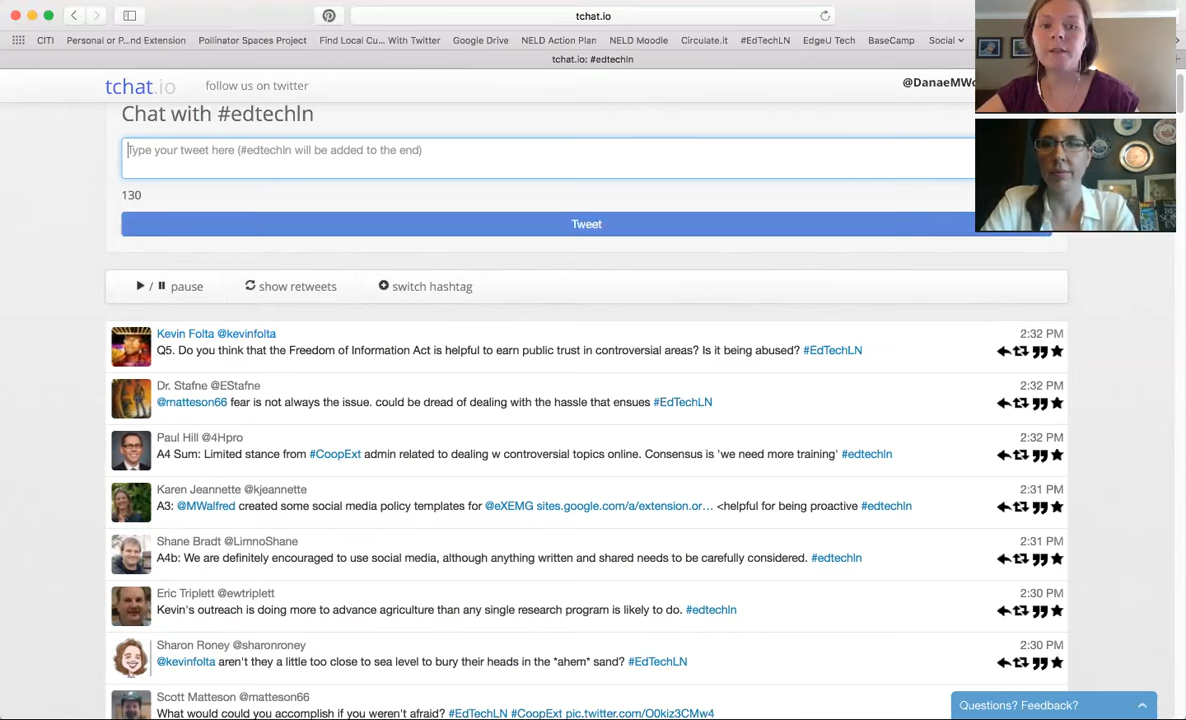 tchat.io
CITI Personal or P...nd Extension Pollinator Spaces Project Find Local Cu... With Twitter Google Drive NELD Action Plan NELD Moodle Circulate.it #EdTechLN EdgeU Tech BaseCamp Social
tchat.io: #edtechln
tchat.io follow us on twitter @DanaeMWo
Chat with #edtechln
Type your tweet here (#edtechln will be added to the end)
130
Tweet
/ pause show retweets switch hashtag
Kevin Folta @kevinfolta 2:32 PM
Q5. Do you think that the Freedom of Information Act is helpful to earn public trust in controversial areas? Is it being abused? #EdTechLN
Dr. Stafne @EStafne 2:32 PM
@matteson66 fear is not always the issue. could be dread of dealing with the hassle that ensues #EdTechLN
Paul Hill @4Hpro 2:32 PM
A4 Sum: Limited stance from #CoopExt admin related to dealing w controversial topics online. Consensus is 'we need more training' #edtechln
Karen Jeannette @kjeannette 2:31 PM
A3: @MWalfred created some social media policy templates for @eXEMG sites.google.com/a/extension.or… <helpful for being proactive #edtechln
Shane Bradt @LimnoShane 2:31 PM
A4b: We are definitely encouraged to use social media, although anything written and shared needs to be carefully considered. #edtechln
Eric Triplett @ewtriplett 2:30 PM
Kevin's outreach is doing more to advance agriculture than any single research program is likely to do. #edtechln
Sharon Roney @sharonroney 2:30 PM
@kevinfolta aren't they a little too close to sea level to bury their heads in the *ahem* sand? #EdTechLN
Scott Matteson @matteson66
What would could you accomplish if you weren't afraid? #EdTechLN #CoopExt pic.twitter.com/O0kiz3CMw4
Questions? Feedback?